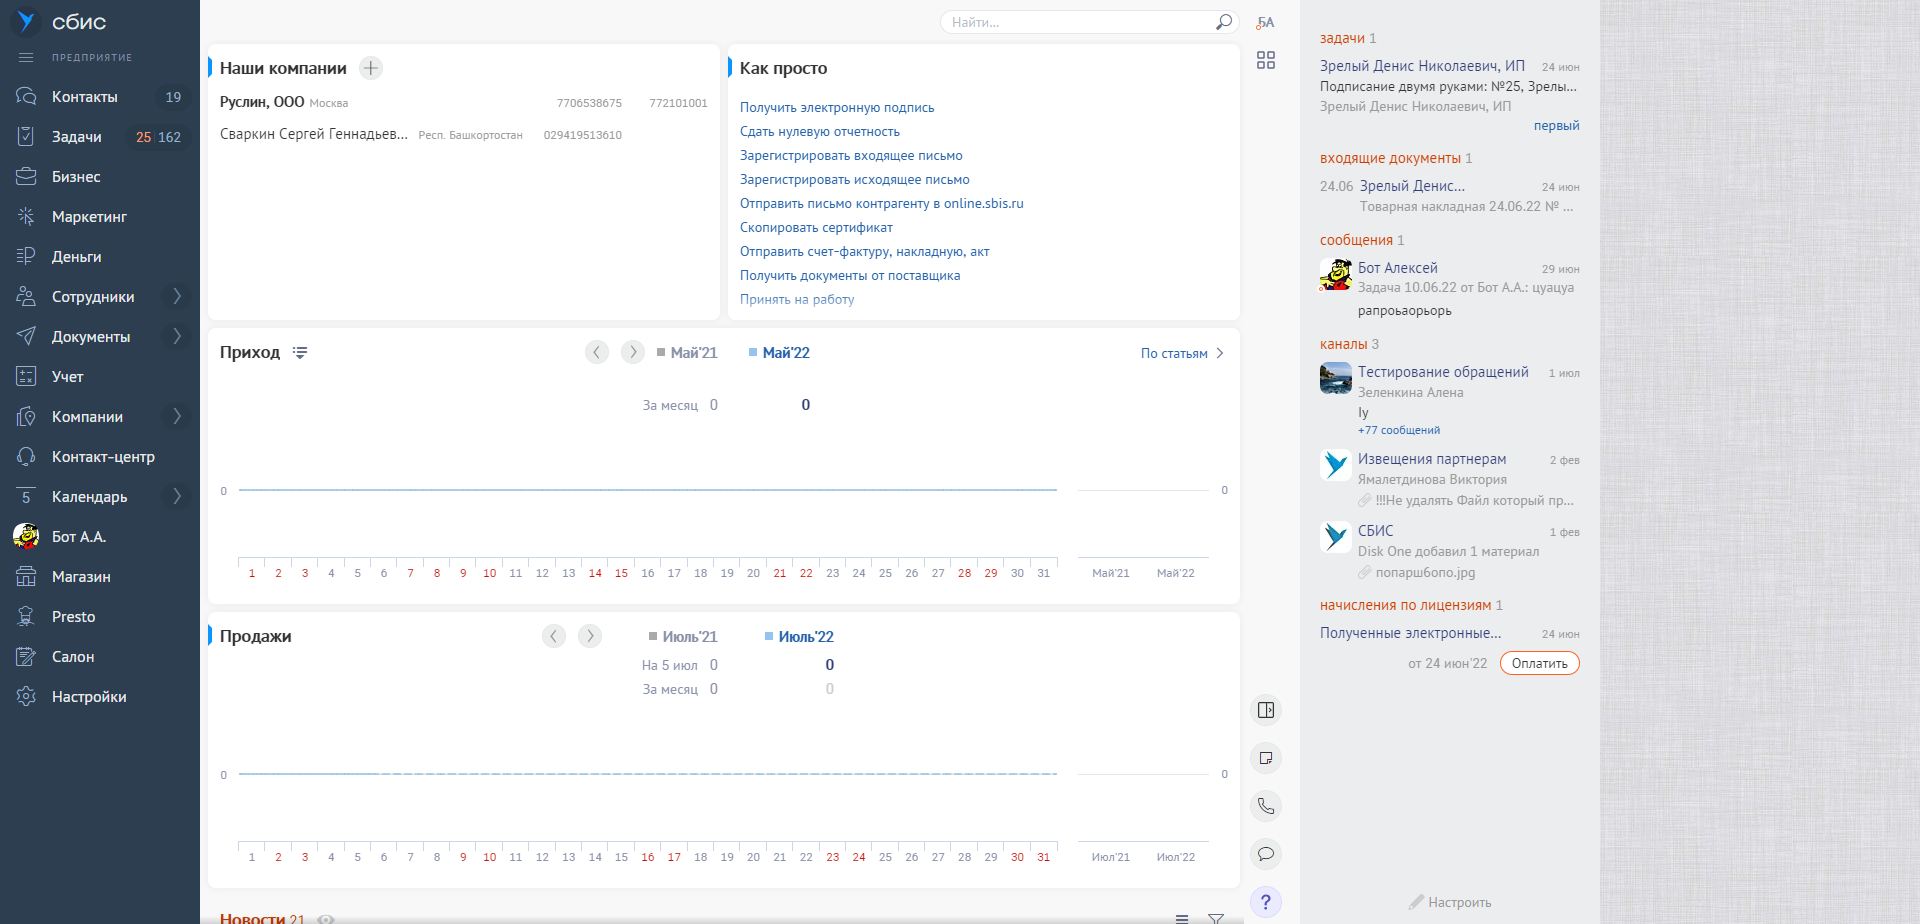 сбис
ПРЕДПРИЯТИЕ
Контакты 19
Задачи 25 162
Бизнес
Маркетинг
Деньги
Сотрудники
Документы
Учет
Компании
Контакт-центр
5 Календарь
Бот А.А.
Магазин
Presto
Салон
Настройки
Найти...
БА
Наши компании
Руслин, ООО Москва 7706538675 772101001
Сваркин Сергей Геннадьев... Респ. Башкортостан 029419513610
Как просто
Получить электронную подпись
Сдать нулевую отчетность
Зарегистрировать входящее письмо
Зарегистрировать исходящее письмо
Отправить письмо контрагенту в online.sbis.ru
Скопировать сертификат
Отправить счет-фактуру, накладную, акт
Получить документы от поставщика
Принять на работу
Приход Май'21 Май'22 По статьям
За месяц 0 0
0 0
1 2 3 4 5 6 7 8 9 10 11 12 13 14 15 16 17 18 19 20 21 22 23 24 25 26 27 28 29 30 31 Май'21 Май'22
Продажи Июль'21 Июль'22
На 5 июл 0 0
За месяц 0 0
0 0
1 2 3 4 5 6 7 8 9 10 11 12 13 14 15 16 17 18 19 20 21 22 23 24 25 26 27 28 29 30 31 Июл'21 Июл'22
Новости 21
?
задачи 1
Зрелый Денис Николаевич, ИП 24 июн
Подписание двумя руками: №25, Зрелы...
Зрелый Денис Николаевич, ИП
первый
входящие документы 1
24.06 Зрелый Денис... 24 июн
Товарная накладная 24.06.22 № ...
сообщения 1
Бот Алексей 29 июн
Задача 10.06.22 от Бот А.А.: цуацуа
рапроьаорьорь
каналы 3
Тестирование обращений 1 июл
Зеленкина Алена
Iy
+77 сообщений
Извещения партнерам 2 фев
Ямалетдинова Виктория
!!!Не удалять Файл который пр...
СБИС 1 фев
Disk One добавил 1 материал
попарш6опо.jpg
начисления по лицензиям 1
Полученные электронные... 24 июн
от 24 июн'22 Оплатить
Настроить